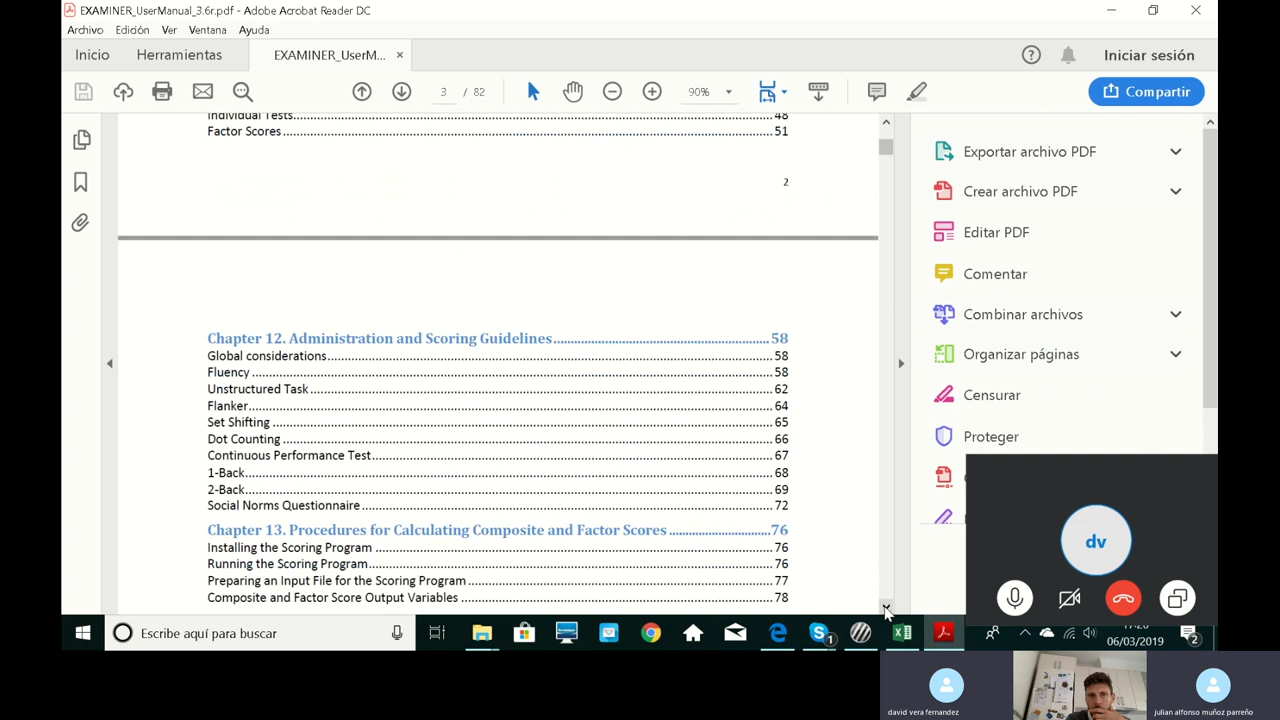 EXAMINER_UserManual_3.6r.pdf - Adobe Acrobat Reader DC
Archivo Edición Ver Ventana Ayuda
Inicio Herramientas EXAMINER_UserM... × Iniciar sesión
3 / 82 90% Compartir
Individual Tests 48
Factor Scores 51
2
Chapter 12. Administration and Scoring Guidelines 58
Global considerations 58
Fluency 58
Unstructured Task 62
Flanker 64
Set Shifting 65
Dot Counting 66
Continuous Performance Test 67
1-Back 68
2-Back 69
Social Norms Questionnaire 72
Chapter 13. Procedures for Calculating Composite and Factor Scores 76
Installing the Scoring Program 76
Running the Scoring Program 76
Preparing an Input File for the Scoring Program 77
Composite and Factor Score Output Variables 78
Exportar archivo PDF
Crear archivo PDF
Editar PDF
Comentar
Combinar archivos
Organizar páginas
Censurar
Proteger
dv
Escribe aquí para buscar
1
06/03/2019
2
david vera fernandez
julian alfonso muñoz parreño